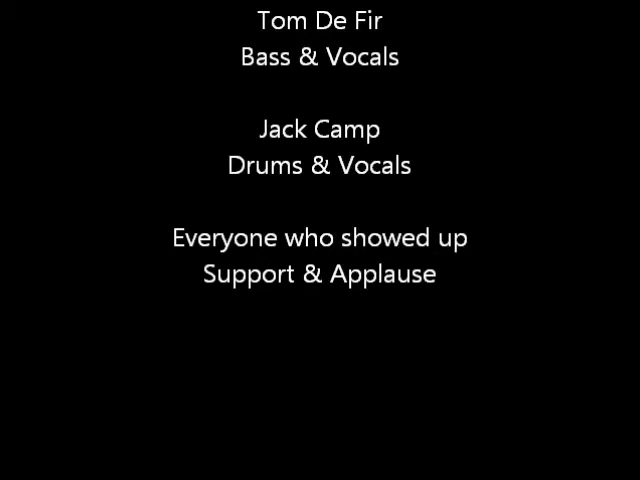 Tom De Fir
Bass & Vocals
Jack Camp
Drums & Vocals
Everyone who showed up
Support & Applause